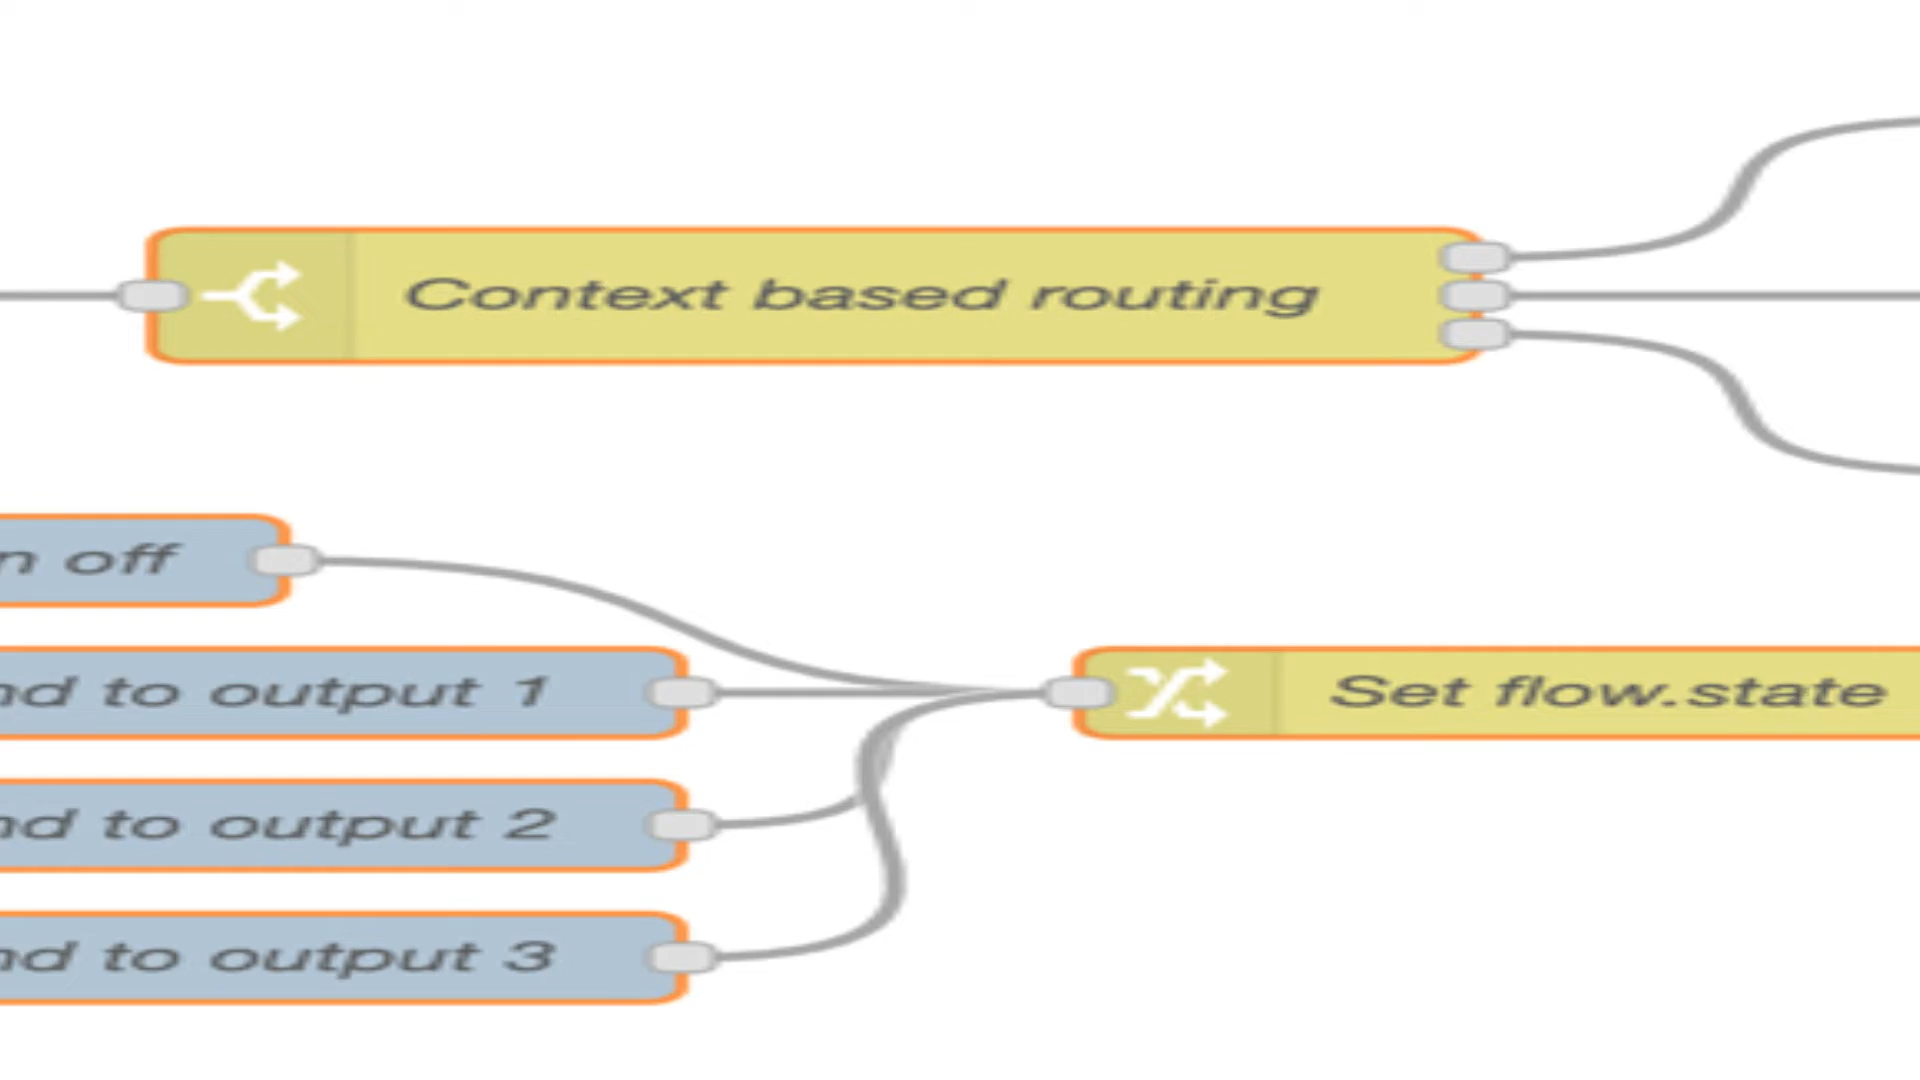 Context based routing
n off
nd to output 1
Set flow.state
nd to output 2
nd to output 3